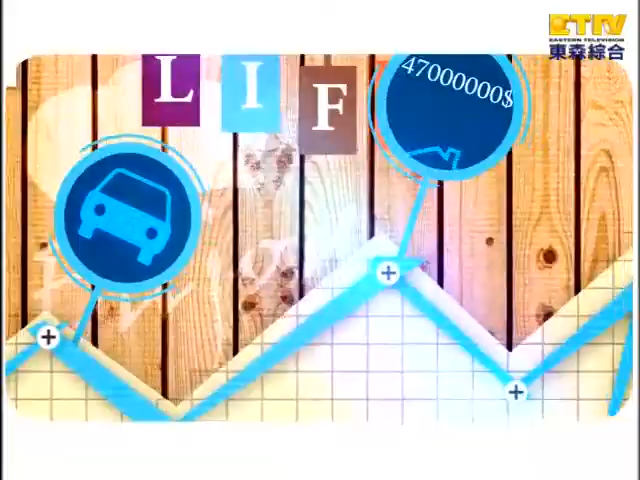 ETTV
EASTERN TELEVISION
東森綜合
L I F
47000000$